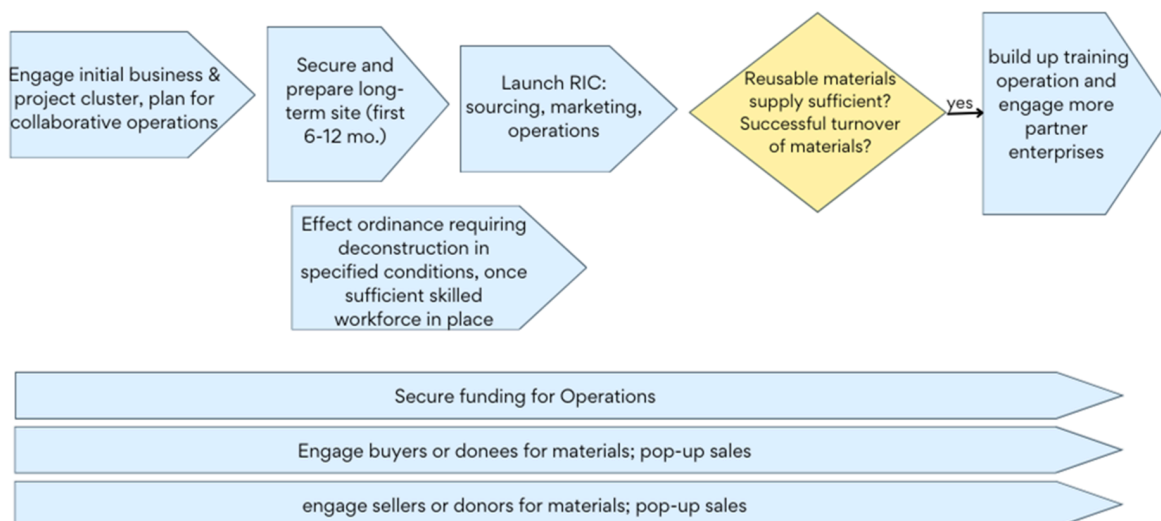 Engage initial business &
project cluster, plan for
collaborative operations
Secure and
prepare long-
term site (first
6-12 mo.)
Launch RIC:
sourcing, marketing,
operations
Reusable materials
supply sufficient?
Successful turnover
of materials?
yes
build up training
operation and
engage more
partner
enterprises
Effect ordinance requiring
deconstruction in
specified conditions, once
sufficient skilled
workforce in place
Secure funding for Operations
Engage buyers or donees for materials; pop-up sales
engage sellers or donors for materials; pop-up sales